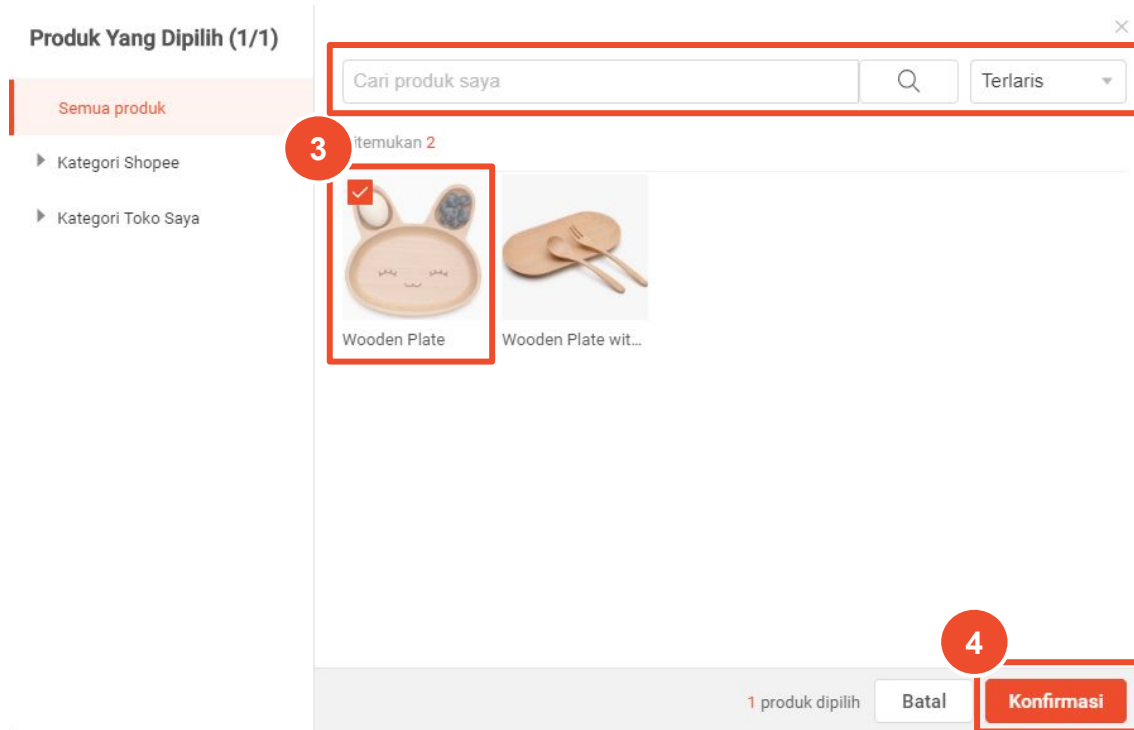 Produk Yang Dipilih (1/1)
Semua produk
Kategori Shopee
Kategori Toko Saya
Cari produk saya
Terlaris
3
itemukan 2
Wooden Plate
Wooden Plate wit...
4
1 produk dipilih
Batal
Konfirmasi